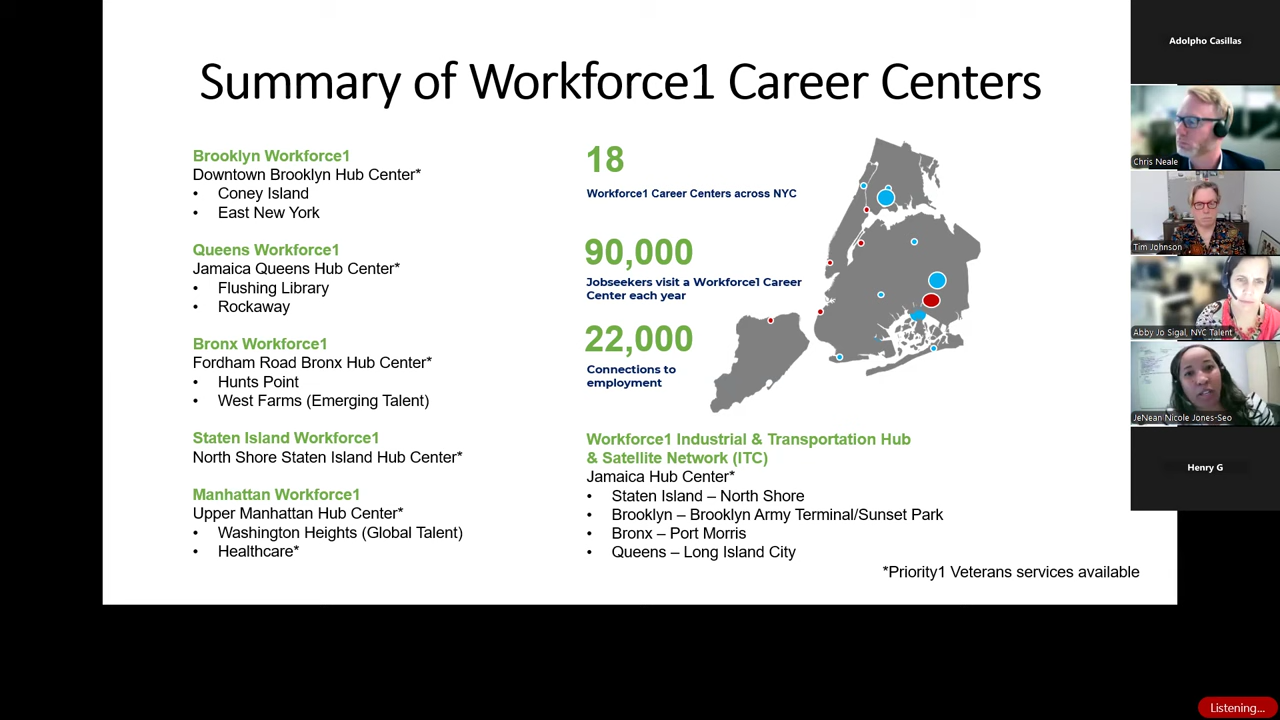 Summary of Workforce1 Career Centers
Brooklyn Workforce1
Downtown Brooklyn Hub Center*
• Coney Island
• East New York
Queens Workforce1
Jamaica Queens Hub Center*
• Flushing Library
• Rockaway
Bronx Workforce1
Fordham Road Bronx Hub Center*
• Hunts Point
• West Farms (Emerging Talent)
Staten Island Workforce1
North Shore Staten Island Hub Center*
Manhattan Workforce1
Upper Manhattan Hub Center*
• Washington Heights (Global Talent)
• Healthcare*
18
Workforce1 Career Centers across NYC
90,000
Jobseekers visit a Workforce1 Career
Center each year
22,000
Connections to
employment
Workforce1 Industrial & Transportation Hub
& Satellite Network (ITC)
Jamaica Hub Center*
• Staten Island – North Shore
• Brooklyn – Brooklyn Army Terminal/Sunset Park
• Bronx – Port Morris
• Queens – Long Island City
*Priority1 Veterans services available
Adolpho Casillas
Chris Neale
Tim Johnson
Abby Jo Sigal, NYC Talent
JeNean Nicole Jones-Seo
Henry G
Listening...